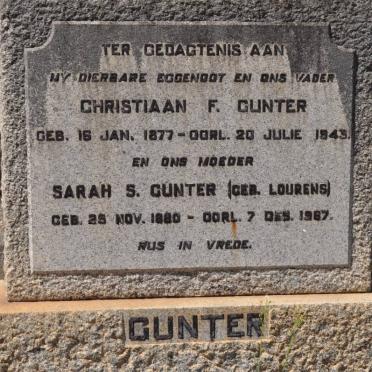 TER GEDAGTENIS AAN
MY DIERBARE EGGENOOT EN ONS VADER
CHRISTIAAN F. GUNTER
GEB. 16 JAN. 1877 - OORL. 20 JULIE 1943.
EN ONS MOEDER
SARAH S. GUNTER (GEB. LOURENS)
GEB. 25 NOV. 1880 - OORL. 7 DES. 1967.
RUS IN VREDE.
GUNTER